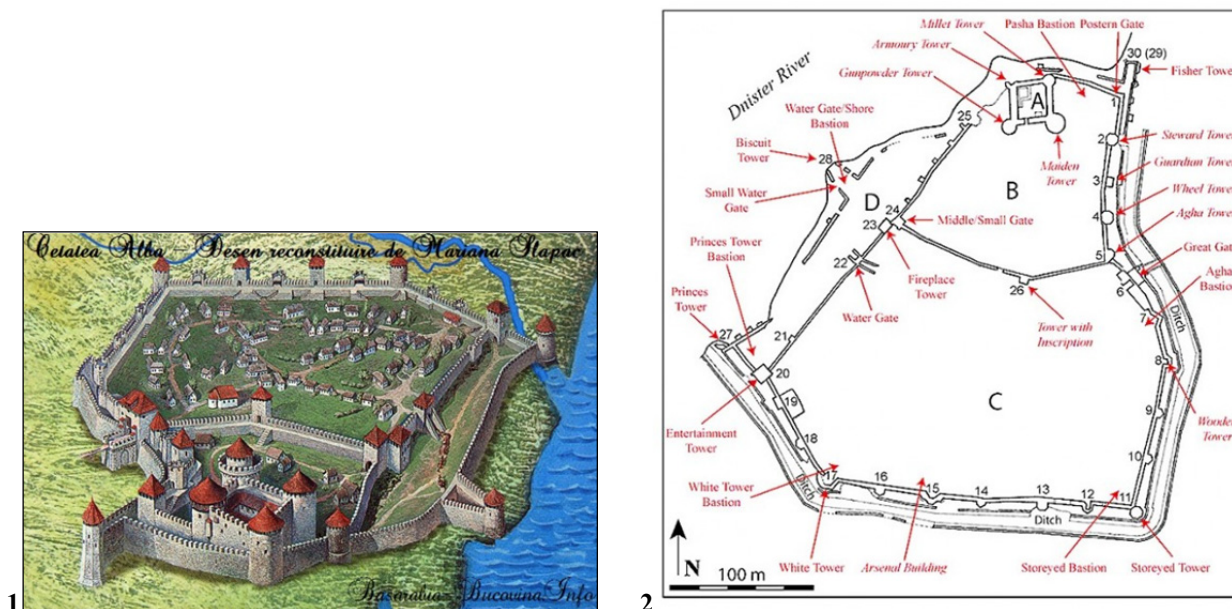 Cetatea Alba - Desen reconstituire de Mariana Slapac
Basarabia-Bucovina.Info
1
Millet Tower
Pasha Bastion
Postern Gate
Armoury Tower
30 (29)
Gunpowder Tower
Fisher Tower
Dnister River
A
1
Water Gate/Shore
Bastion
25
2
Steward Tower
Biscuit
Tower
28
Maiden
Tower
3
Guardian Tower
Small Water
Gate
D
B
4
Wheel Tower
24
Middle/Small Gate
Agha Tower
23
Princes Tower
Bastion
5
Great Gate
22
Fireplace
Tower
26
6
Agha
Bastion
Princes
Tower
Water Gate
Tower with
Inscription
7
Ditch
27
21
8
20
C
19
9
Wooden
Tower
Entertainment
Tower
18
10
White Tower
Bastion
17
16
15
14
13
12
11
Ditch
Ditch
N
100 m
White Tower
Arsenal Building
Storeyed Bastion
Storeyed Tower
2